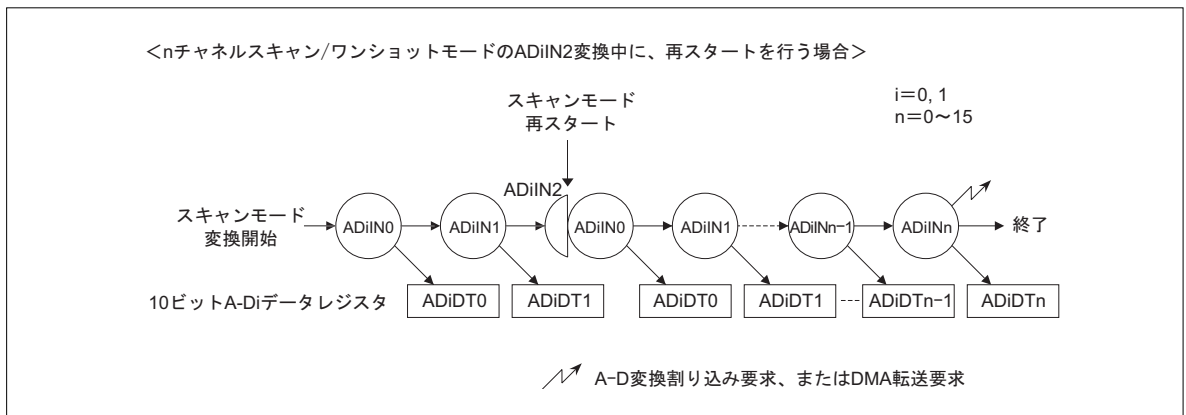 ＜nチャネルスキャン/ワンショットモードのADiIN2変換中に、再スタートを行う場合＞
スキャンモード
再スタート
i＝0, 1
n＝0～15
ADiIN2
スキャンモード
変換開始
ADiIN0
ADiIN1
ADiIN0
ADiIN1
ADiINn−1
ADiINn
終了
10ビットA-Diデータレジスタ
ADiDT0
ADiDT1
ADiDT0
ADiDT1
ADiDTn−1
ADiDTn
A−D変換割り込み要求、またはDMA転送要求